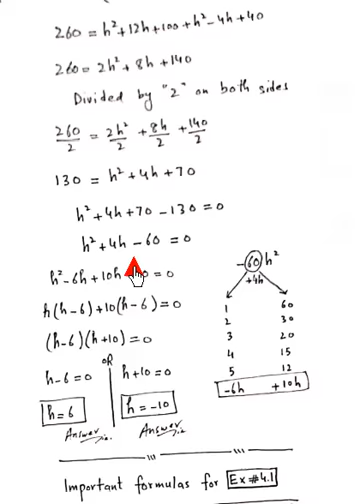 260 = h² + 12h + 100 + h² - 4h + 40
260 = 2h² + 8h + 140
Divided by "2" on both sides
260/2 = 2h²/2 + 8h/2 + 140/2
130 = h² + 4h + 70
h² + 4h + 70 - 130 = 0
h² + 4h - 60 = 0
h² - 6h + 10h 0 = 0
h(h-6) + 10(h-6) = 0
(h-6)(h+10) = 0
OR
h-6 = 0
h = 6
Answer
h+10 = 0
h = -10
Answer
-60h²
+4h
1 60
2 30
3 20
4 15
5 12
-6h +10h
Important formulas for Ex # 4.1